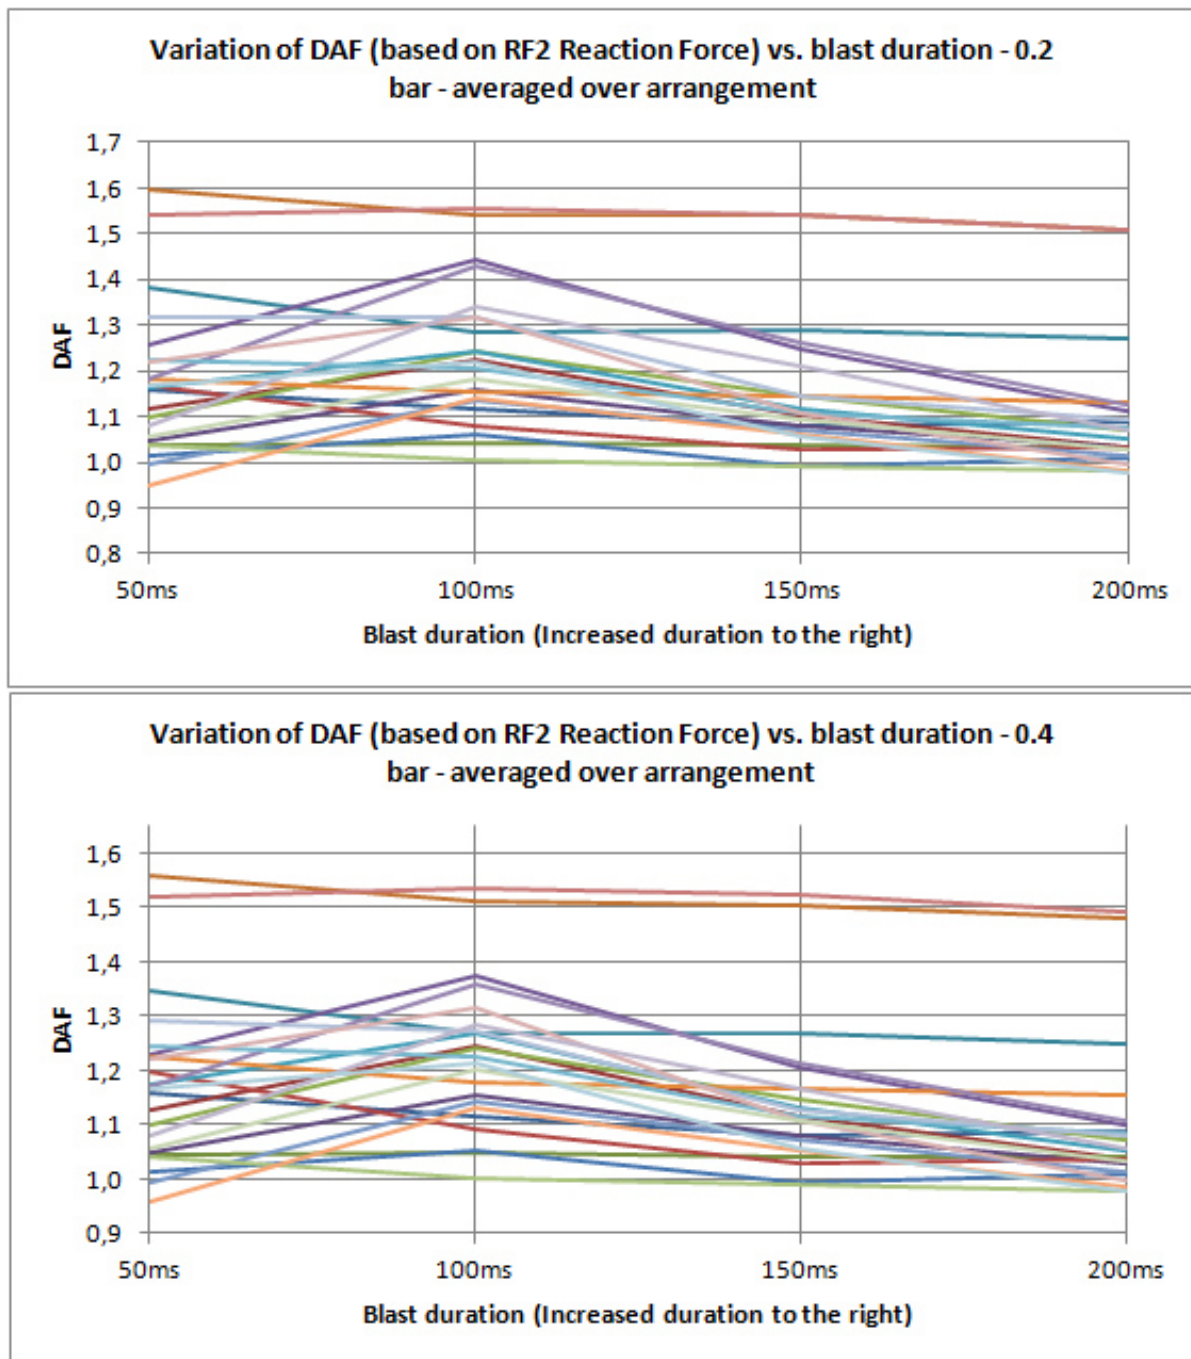 Variation of DAF (based on RF2 Reaction Force) vs. blast duration - 0.2
bar - averaged over arrangement
1,7
1,6
1,5
1,4
1,3
1,2
1,1
1,0
0,9
0,8
DAF
50ms 100ms 150ms 200ms
Blast duration (Increased duration to the right)
Variation of DAF (based on RF2 Reaction Force) vs. blast duration - 0.4
bar - averaged over arrangement
1,6
1,5
1,4
1,3
1,2
1,1
1,0
0,9
DAF
50ms 100ms 150ms 200ms
Blast duration (Increased duration to the right)